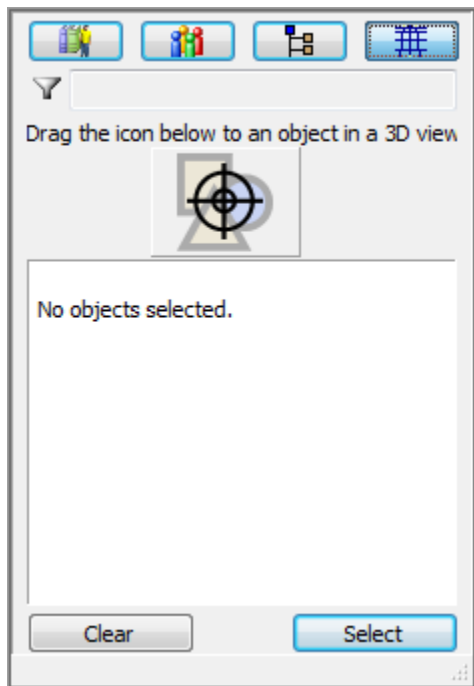 Drag the icon below to an object in a 3D view
No objects selected.
Clear
Select